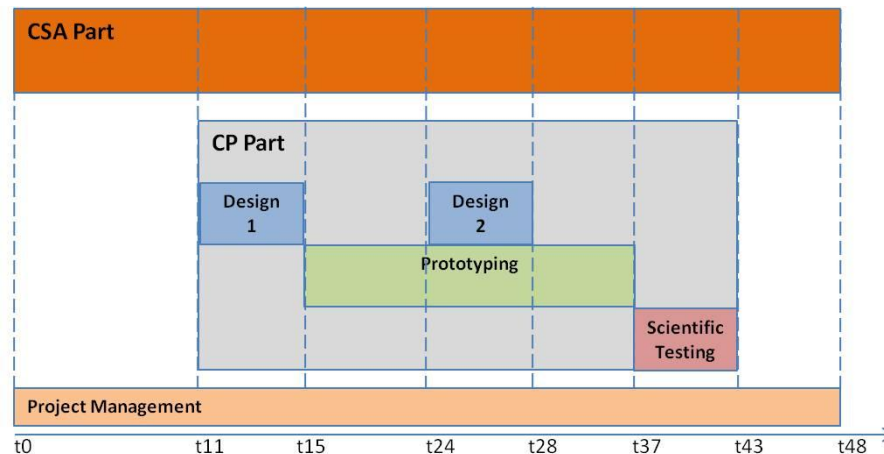 CSA Part
CP Part
Design
1
Design
2
Prototyping
Scientific
Testing
Project Management
t0
t11
t15
t24
t28
t37
t43
t48